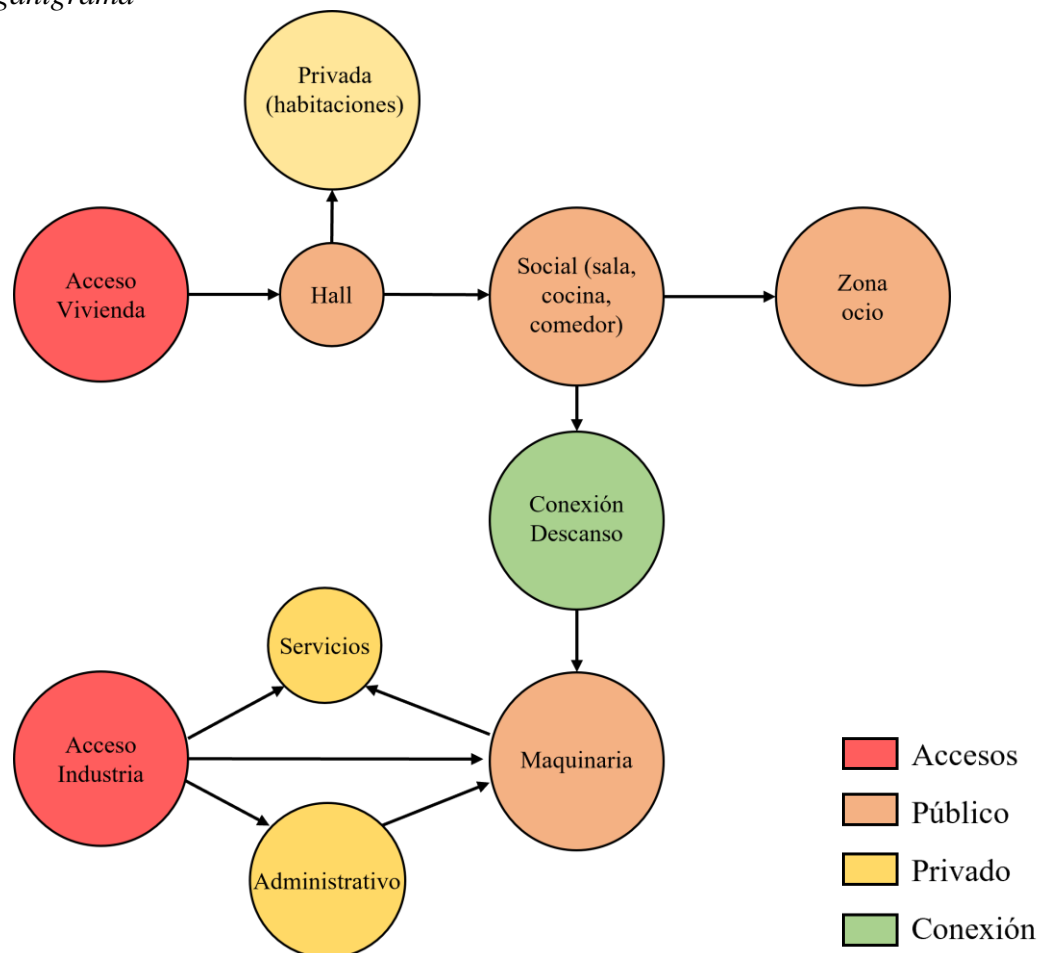 Privada
(habitaciones)
Acceso
Vivienda
Hall
Social (sala,
cocina,
comedor)
Zona
ocio
Conexión
Descanso
Servicios
Acceso
Industria
Maquinaria
Administrativo
Accesos
Público
Privado
Conexión